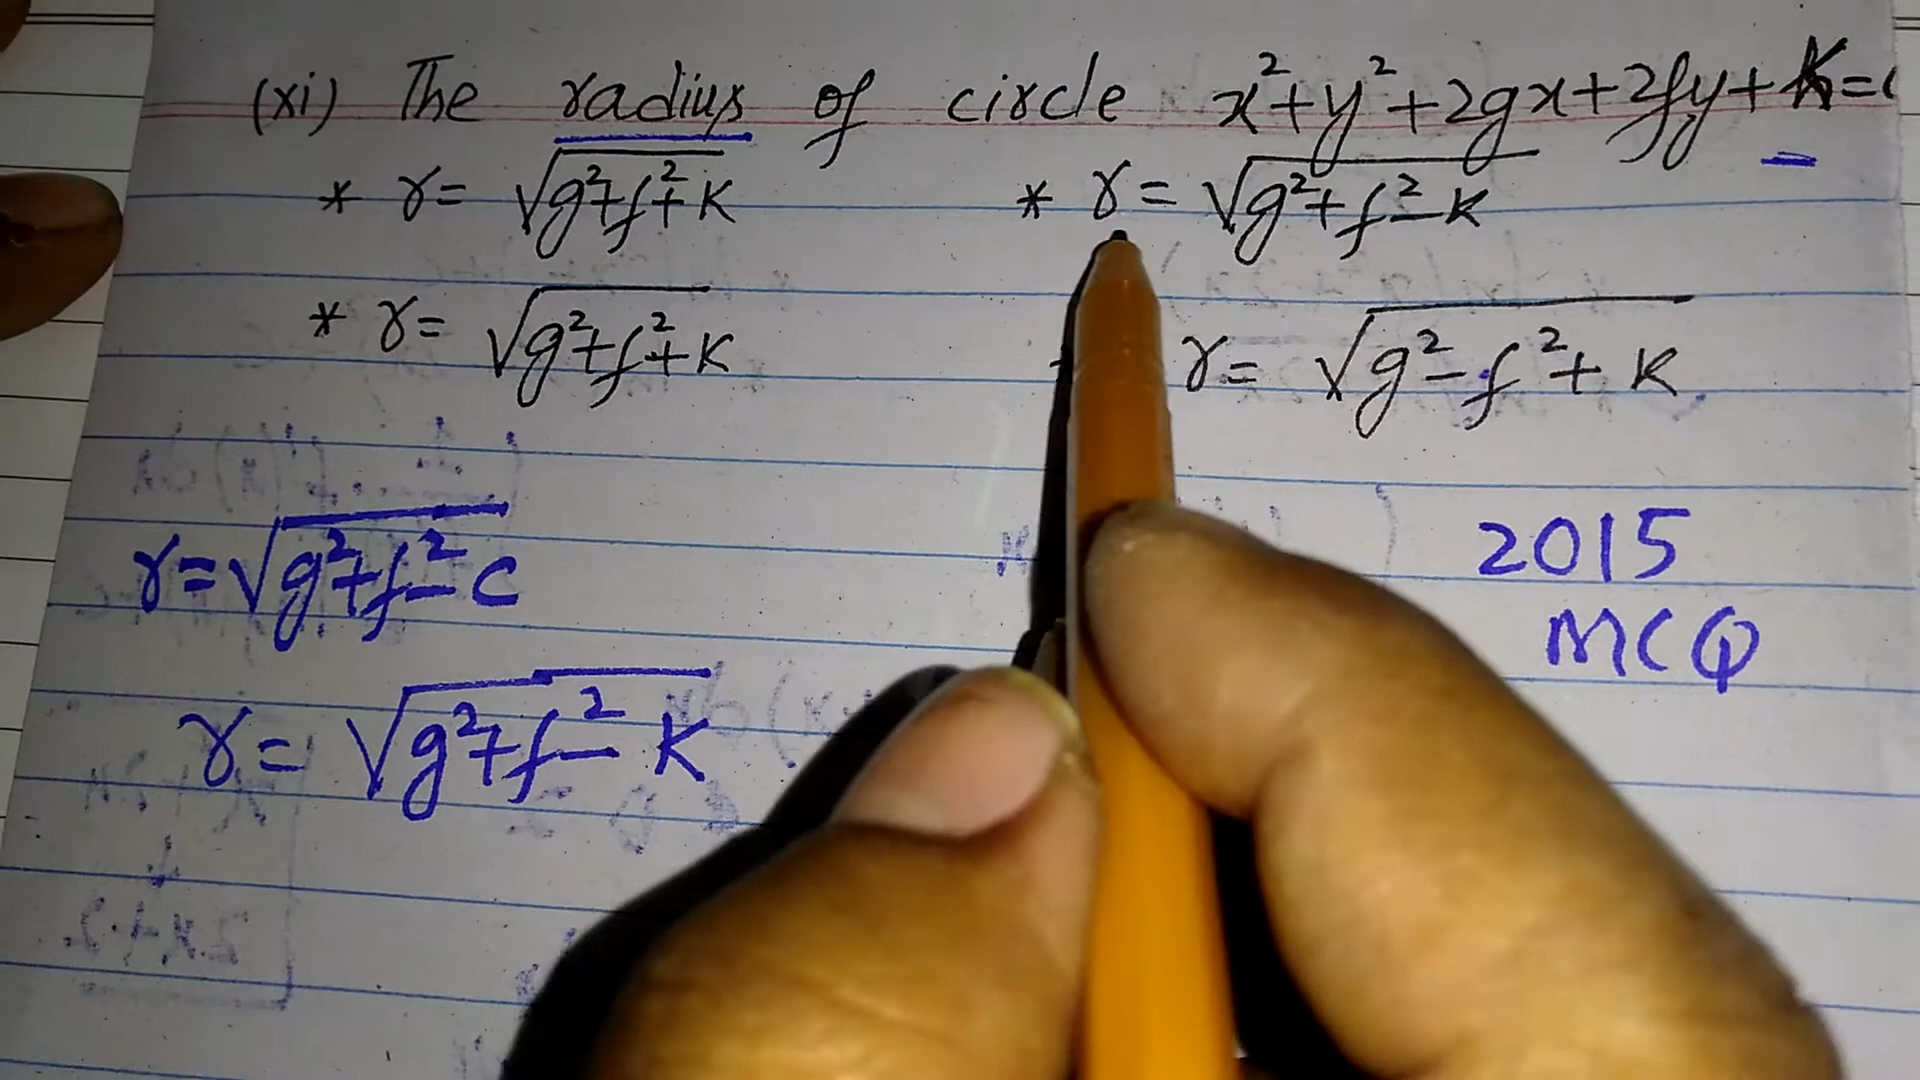 (xi) The radius of circle x²+y²+2gx+2fy+K=
* r= √g²+f²+K * r= √g²+f²-K
* r= √g²+f²+K r= √g²-f²+K
r=√g²+f²-c
2015
MCQ
r= √g²+f²-K